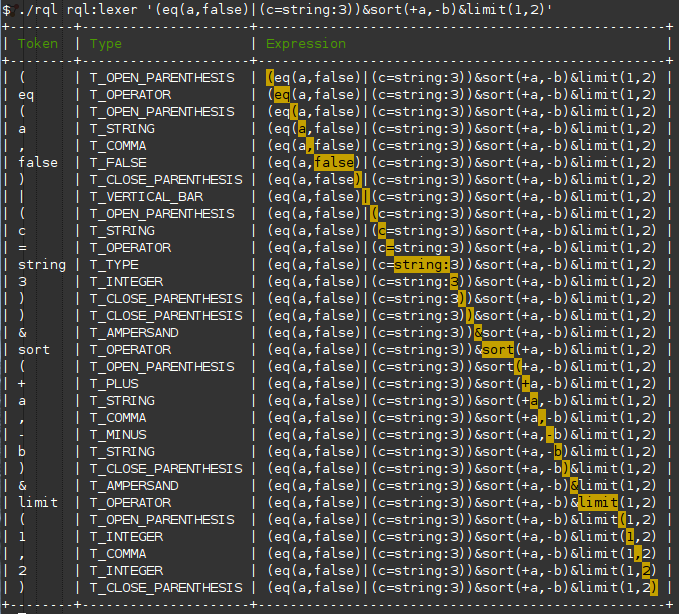 $ ./rql rql:lexer '(eq(a,false)|(c=string:3))&sort(+a,-b)&limit(1,2)'
+--------+---------------------+---------------------------------------------------+
| Token  | Type                | Expression                                        |
+--------+---------------------+---------------------------------------------------+
| (      | T_OPEN_PARENTHESIS  | (eq(a,false)|(c=string:3))&sort(+a,-b)&limit(1,2) |
| eq     | T_OPERATOR          | (eq(a,false)|(c=string:3))&sort(+a,-b)&limit(1,2) |
| (      | T_OPEN_PARENTHESIS  | (eq(a,false)|(c=string:3))&sort(+a,-b)&limit(1,2) |
| a      | T_STRING            | (eq(a,false)|(c=string:3))&sort(+a,-b)&limit(1,2) |
| ,      | T_COMMA             | (eq(a,false)|(c=string:3))&sort(+a,-b)&limit(1,2) |
| false  | T_FALSE             | (eq(a,false)|(c=string:3))&sort(+a,-b)&limit(1,2) |
| )      | T_CLOSE_PARENTHESIS | (eq(a,false)|(c=string:3))&sort(+a,-b)&limit(1,2) |
| |      | T_VERTICAL_BAR      | (eq(a,false)|(c=string:3))&sort(+a,-b)&limit(1,2) |
| (      | T_OPEN_PARENTHESIS  | (eq(a,false)|(c=string:3))&sort(+a,-b)&limit(1,2) |
| c      | T_STRING            | (eq(a,false)|(c=string:3))&sort(+a,-b)&limit(1,2) |
| =      | T_OPERATOR          | (eq(a,false)|(c=string:3))&sort(+a,-b)&limit(1,2) |
| string | T_TYPE              | (eq(a,false)|(c=string:3))&sort(+a,-b)&limit(1,2) |
| 3      | T_INTEGER           | (eq(a,false)|(c=string:3))&sort(+a,-b)&limit(1,2) |
| )      | T_CLOSE_PARENTHESIS | (eq(a,false)|(c=string:3))&sort(+a,-b)&limit(1,2) |
| )      | T_CLOSE_PARENTHESIS | (eq(a,false)|(c=string:3))&sort(+a,-b)&limit(1,2) |
| &      | T_AMPERSAND         | (eq(a,false)|(c=string:3))&sort(+a,-b)&limit(1,2) |
| sort   | T_OPERATOR          | (eq(a,false)|(c=string:3))&sort(+a,-b)&limit(1,2) |
| (      | T_OPEN_PARENTHESIS  | (eq(a,false)|(c=string:3))&sort(+a,-b)&limit(1,2) |
| +      | T_PLUS              | (eq(a,false)|(c=string:3))&sort(+a,-b)&limit(1,2) |
| a      | T_STRING            | (eq(a,false)|(c=string:3))&sort(+a,-b)&limit(1,2) |
| ,      | T_COMMA             | (eq(a,false)|(c=string:3))&sort(+a,-b)&limit(1,2) |
| -      | T_MINUS             | (eq(a,false)|(c=string:3))&sort(+a,-b)&limit(1,2) |
| b      | T_STRING            | (eq(a,false)|(c=string:3))&sort(+a,-b)&limit(1,2) |
| )      | T_CLOSE_PARENTHESIS | (eq(a,false)|(c=string:3))&sort(+a,-b)&limit(1,2) |
| &      | T_AMPERSAND         | (eq(a,false)|(c=string:3))&sort(+a,-b)&limit(1,2) |
| limit  | T_OPERATOR          | (eq(a,false)|(c=string:3))&sort(+a,-b)&limit(1,2) |
| (      | T_OPEN_PARENTHESIS  | (eq(a,false)|(c=string:3))&sort(+a,-b)&limit(1,2) |
| 1      | T_INTEGER           | (eq(a,false)|(c=string:3))&sort(+a,-b)&limit(1,2) |
| ,      | T_COMMA             | (eq(a,false)|(c=string:3))&sort(+a,-b)&limit(1,2) |
| 2      | T_INTEGER           | (eq(a,false)|(c=string:3))&sort(+a,-b)&limit(1,2) |
| )      | T_CLOSE_PARENTHESIS | (eq(a,false)|(c=string:3))&sort(+a,-b)&limit(1,2) |
+--------+---------------------+---------------------------------------------------+